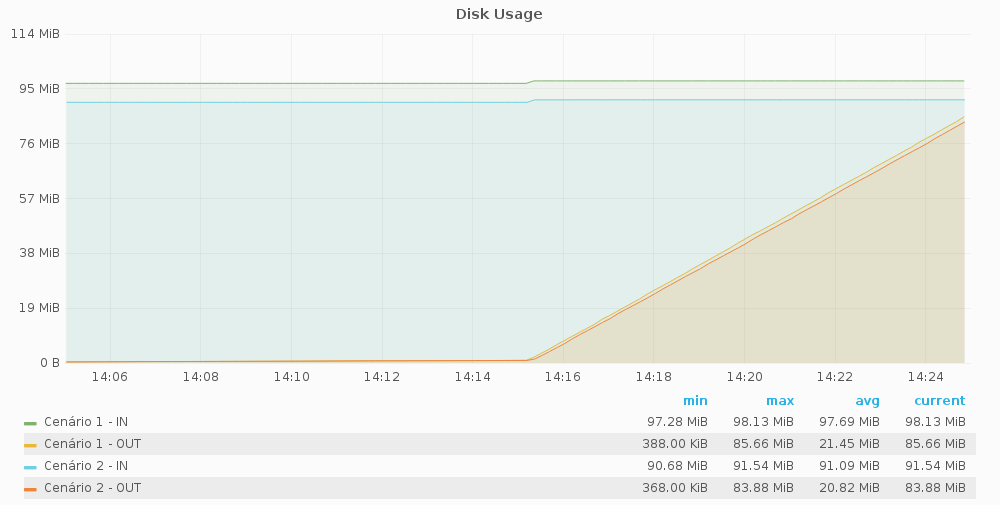 Disk Usage
114 MiB
95 MiB
76 MiB
57 MiB
38 MiB
19 MiB
0 B
14:06 14:08 14:10 14:12 14:14 14:16 14:18 14:20 14:22 14:24
min max avg current
Cenário 1 - IN 97.28 MiB 98.13 MiB 97.69 MiB 98.13 MiB
Cenário 1 - OUT 388.00 KiB 85.66 MiB 21.45 MiB 85.66 MiB
Cenário 2 - IN 90.68 MiB 91.54 MiB 91.09 MiB 91.54 MiB
Cenário 2 - OUT 368.00 KiB 83.88 MiB 20.82 MiB 83.88 MiB